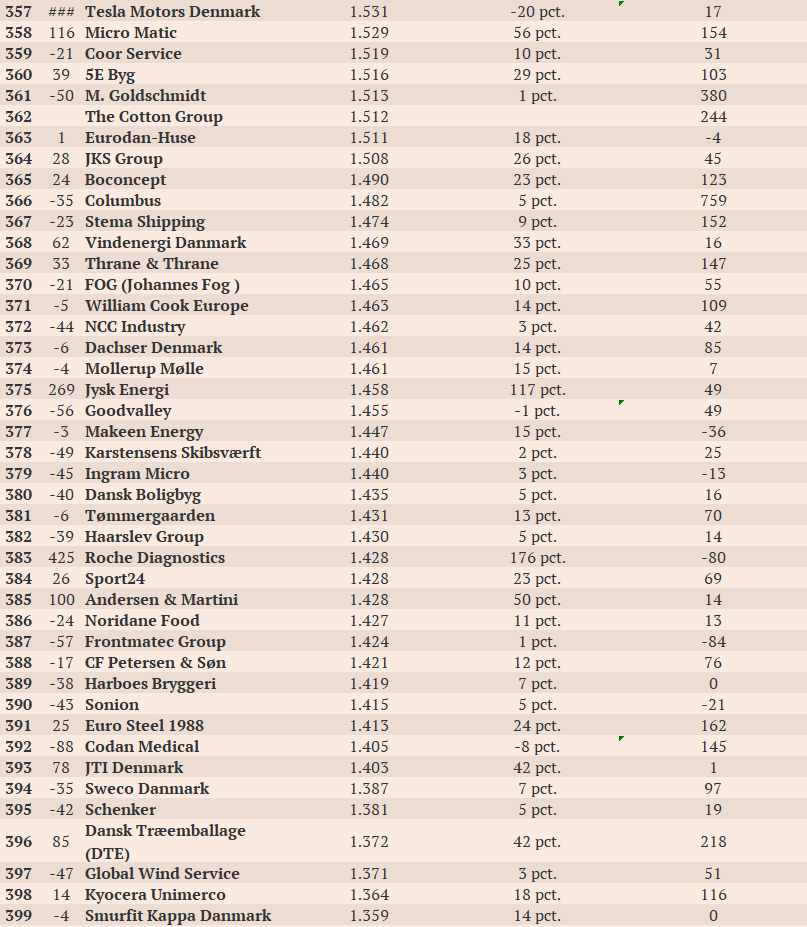 357 ### Tesla Motors Denmark 1.531 -20 pct. 17
358 116 Micro Matic 1.529 56 pct. 154
359 -21 Coor Service 1.519 10 pct. 31
360 39 5E Byg 1.516 29 pct. 103
361 -50 M. Goldschmidt 1.513 1 pct. 380
362 The Cotton Group 1.512 244
363 1 Eurodan-Huse 1.511 18 pct. -4
364 28 JKS Group 1.508 26 pct. 45
365 24 Boconcept 1.490 23 pct. 123
366 -35 Columbus 1.482 5 pct. 759
367 -23 Stema Shipping 1.474 9 pct. 152
368 62 Vindenergi Danmark 1.469 33 pct. 16
369 33 Thrane & Thrane 1.468 25 pct. 147
370 -21 FOG (Johannes Fog ) 1.465 10 pct. 55
371 -5 William Cook Europe 1.463 14 pct. 109
372 -44 NCC Industry 1.462 3 pct. 42
373 -6 Dachser Denmark 1.461 14 pct. 85
374 -4 Mollerup Mølle 1.461 15 pct. 7
375 269 Jysk Energi 1.458 117 pct. 49
376 -56 Goodvalley 1.455 -1 pct. 49
377 -3 Makeen Energy 1.447 15 pct. -36
378 -49 Karstensens Skibsværft 1.440 2 pct. 25
379 -45 Ingram Micro 1.440 3 pct. -13
380 -40 Dansk Boligbyg 1.435 5 pct. 16
381 -6 Tømmergaarden 1.431 13 pct. 70
382 -39 Haarslev Group 1.430 5 pct. 14
383 425 Roche Diagnostics 1.428 176 pct. -80
384 26 Sport24 1.428 23 pct. 69
385 100 Andersen & Martini 1.428 50 pct. 14
386 -24 Noridane Food 1.427 11 pct. 13
387 -57 Frontmatec Group 1.424 1 pct. -84
388 -17 CF Petersen & Søn 1.421 12 pct. 76
389 -38 Harboes Bryggeri 1.419 7 pct. 0
390 -43 Sonion 1.415 5 pct. -21
391 25 Euro Steel 1988 1.413 24 pct. 162
392 -88 Codan Medical 1.405 -8 pct. 145
393 78 JTI Denmark 1.403 42 pct. 1
394 -35 Sweco Danmark 1.387 7 pct. 97
395 -42 Schenker 1.381 5 pct. 19
396 85 Dansk Træemballage 1.372 42 pct. 218
(DTE)
397 -47 Global Wind Service 1.371 3 pct. 51
398 14 Kyocera Unimerco 1.364 18 pct. 116
399 -4 Smurfit Kappa Danmark 1.359 14 pct. 0